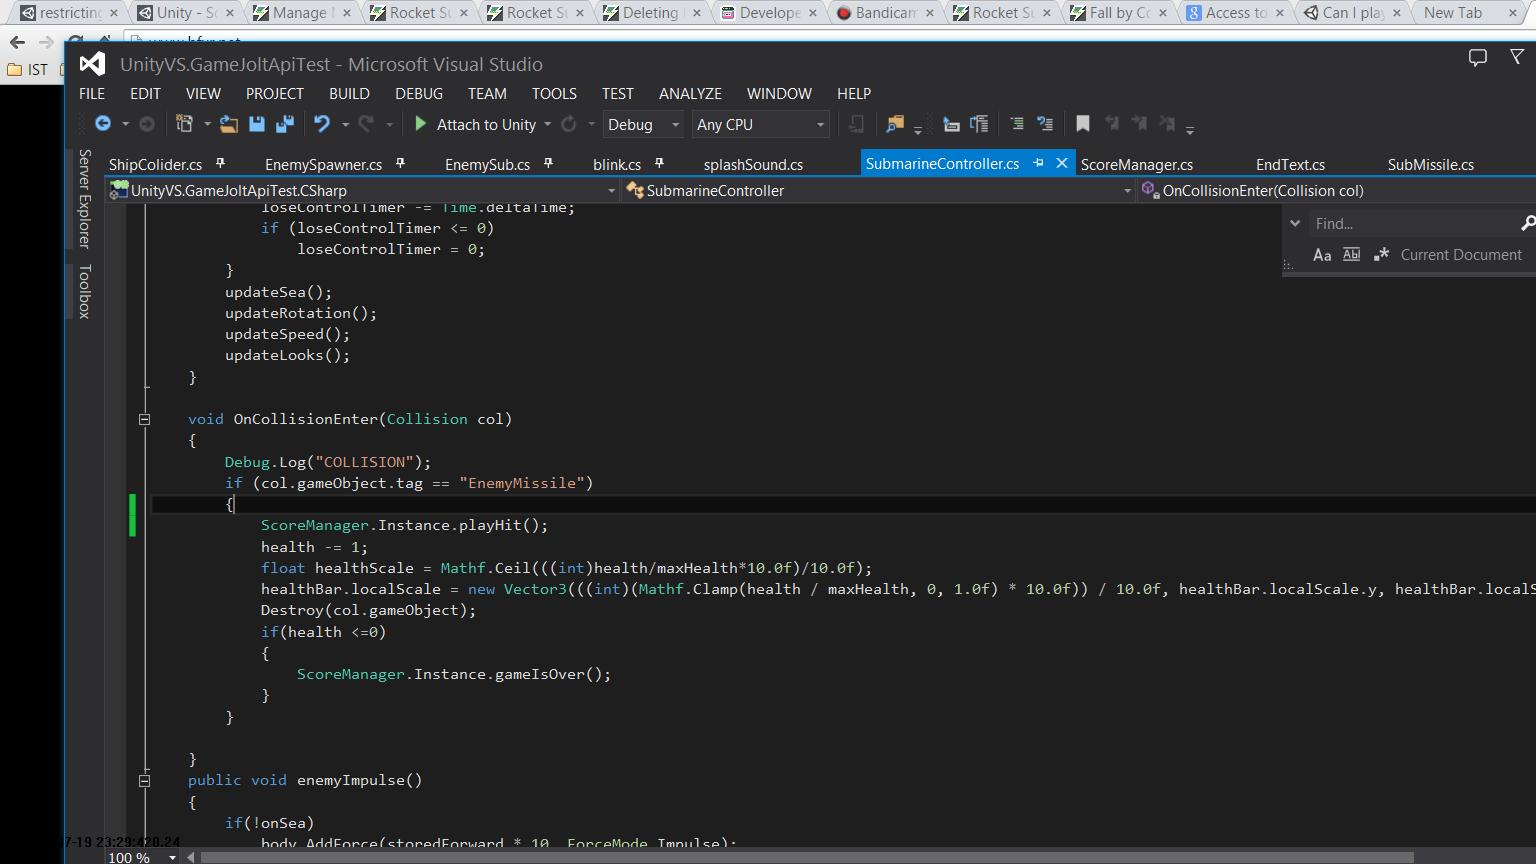 restricting Unity - Sc Manage Rocket Su Rocket Su Deleting Develope Bandicam Rocket Su Fall by Co Access to Can I play New Tab
IST
UnityVS.GameJoltApiTest - Microsoft Visual Studio
FILE EDIT VIEW PROJECT BUILD DEBUG TEAM TOOLS TEST ANALYZE WINDOW HELP
Attach to Unity Debug Any CPU
ShipColider.cs EnemySpawner.cs EnemySub.cs blink.cs splashSound.cs SubmarineController.cs ScoreManager.cs EndText.cs SubMissile.cs
UnityVS.GameJoltApiTest.CSharp SubmarineController OnCollisionEnter(Collision col)
Server Explorer
Toolbox
Find...
Aa Abl Current Document
loseControlTimer -= Time.deltaTime;
if (loseControlTimer <= 0)
loseControlTimer = 0;
}
updateSea();
updateRotation();
updateSpeed();
updateLooks();
}
void OnCollisionEnter(Collision col)
{
Debug.Log("COLLISION");
if (col.gameObject.tag == "EnemyMissile")
{
ScoreManager.Instance.playHit();
health -= 1;
float healthScale = Mathf.Ceil(((int)health/maxHealth*10.0f)/10.0f);
healthBar.localScale = new Vector3(((int)(Mathf.Clamp(health / maxHealth, 0, 1.0f) * 10.0f)) / 10.0f, healthBar.localScale.y, healthBar.localS
Destroy(col.gameObject);
if(health <=0)
{
ScoreManager.Instance.gameIsOver();
}
}
}
public void enemyImpulse()
{
if(!onSea)
body.AddForce(storedForward * 10, ForceMode.Impulse);
7-19 23:29:420.24
100 %